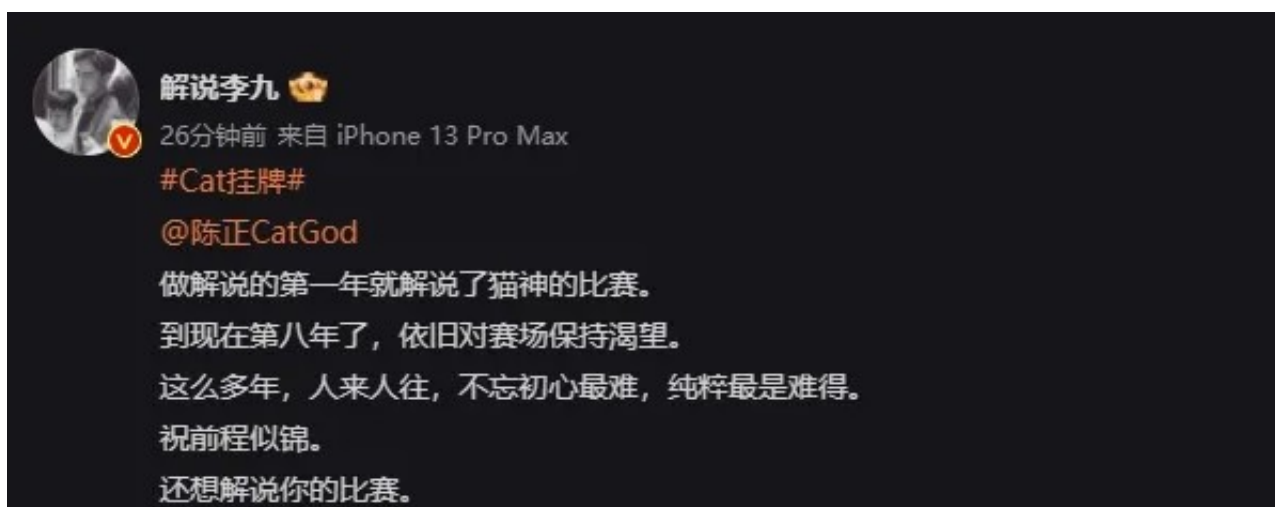 解说李九
26分钟前 来自 iPhone 13 Pro Max
#Cat挂牌#
@陈正CatGod
做解说的第一年就解说了猫神的比赛。
到现在第八年了，依旧对赛场保持渴望。
这么多年，人来人往，不忘初心最难，纯粹最是难得。
祝前程似锦。
还想解说你的比赛。